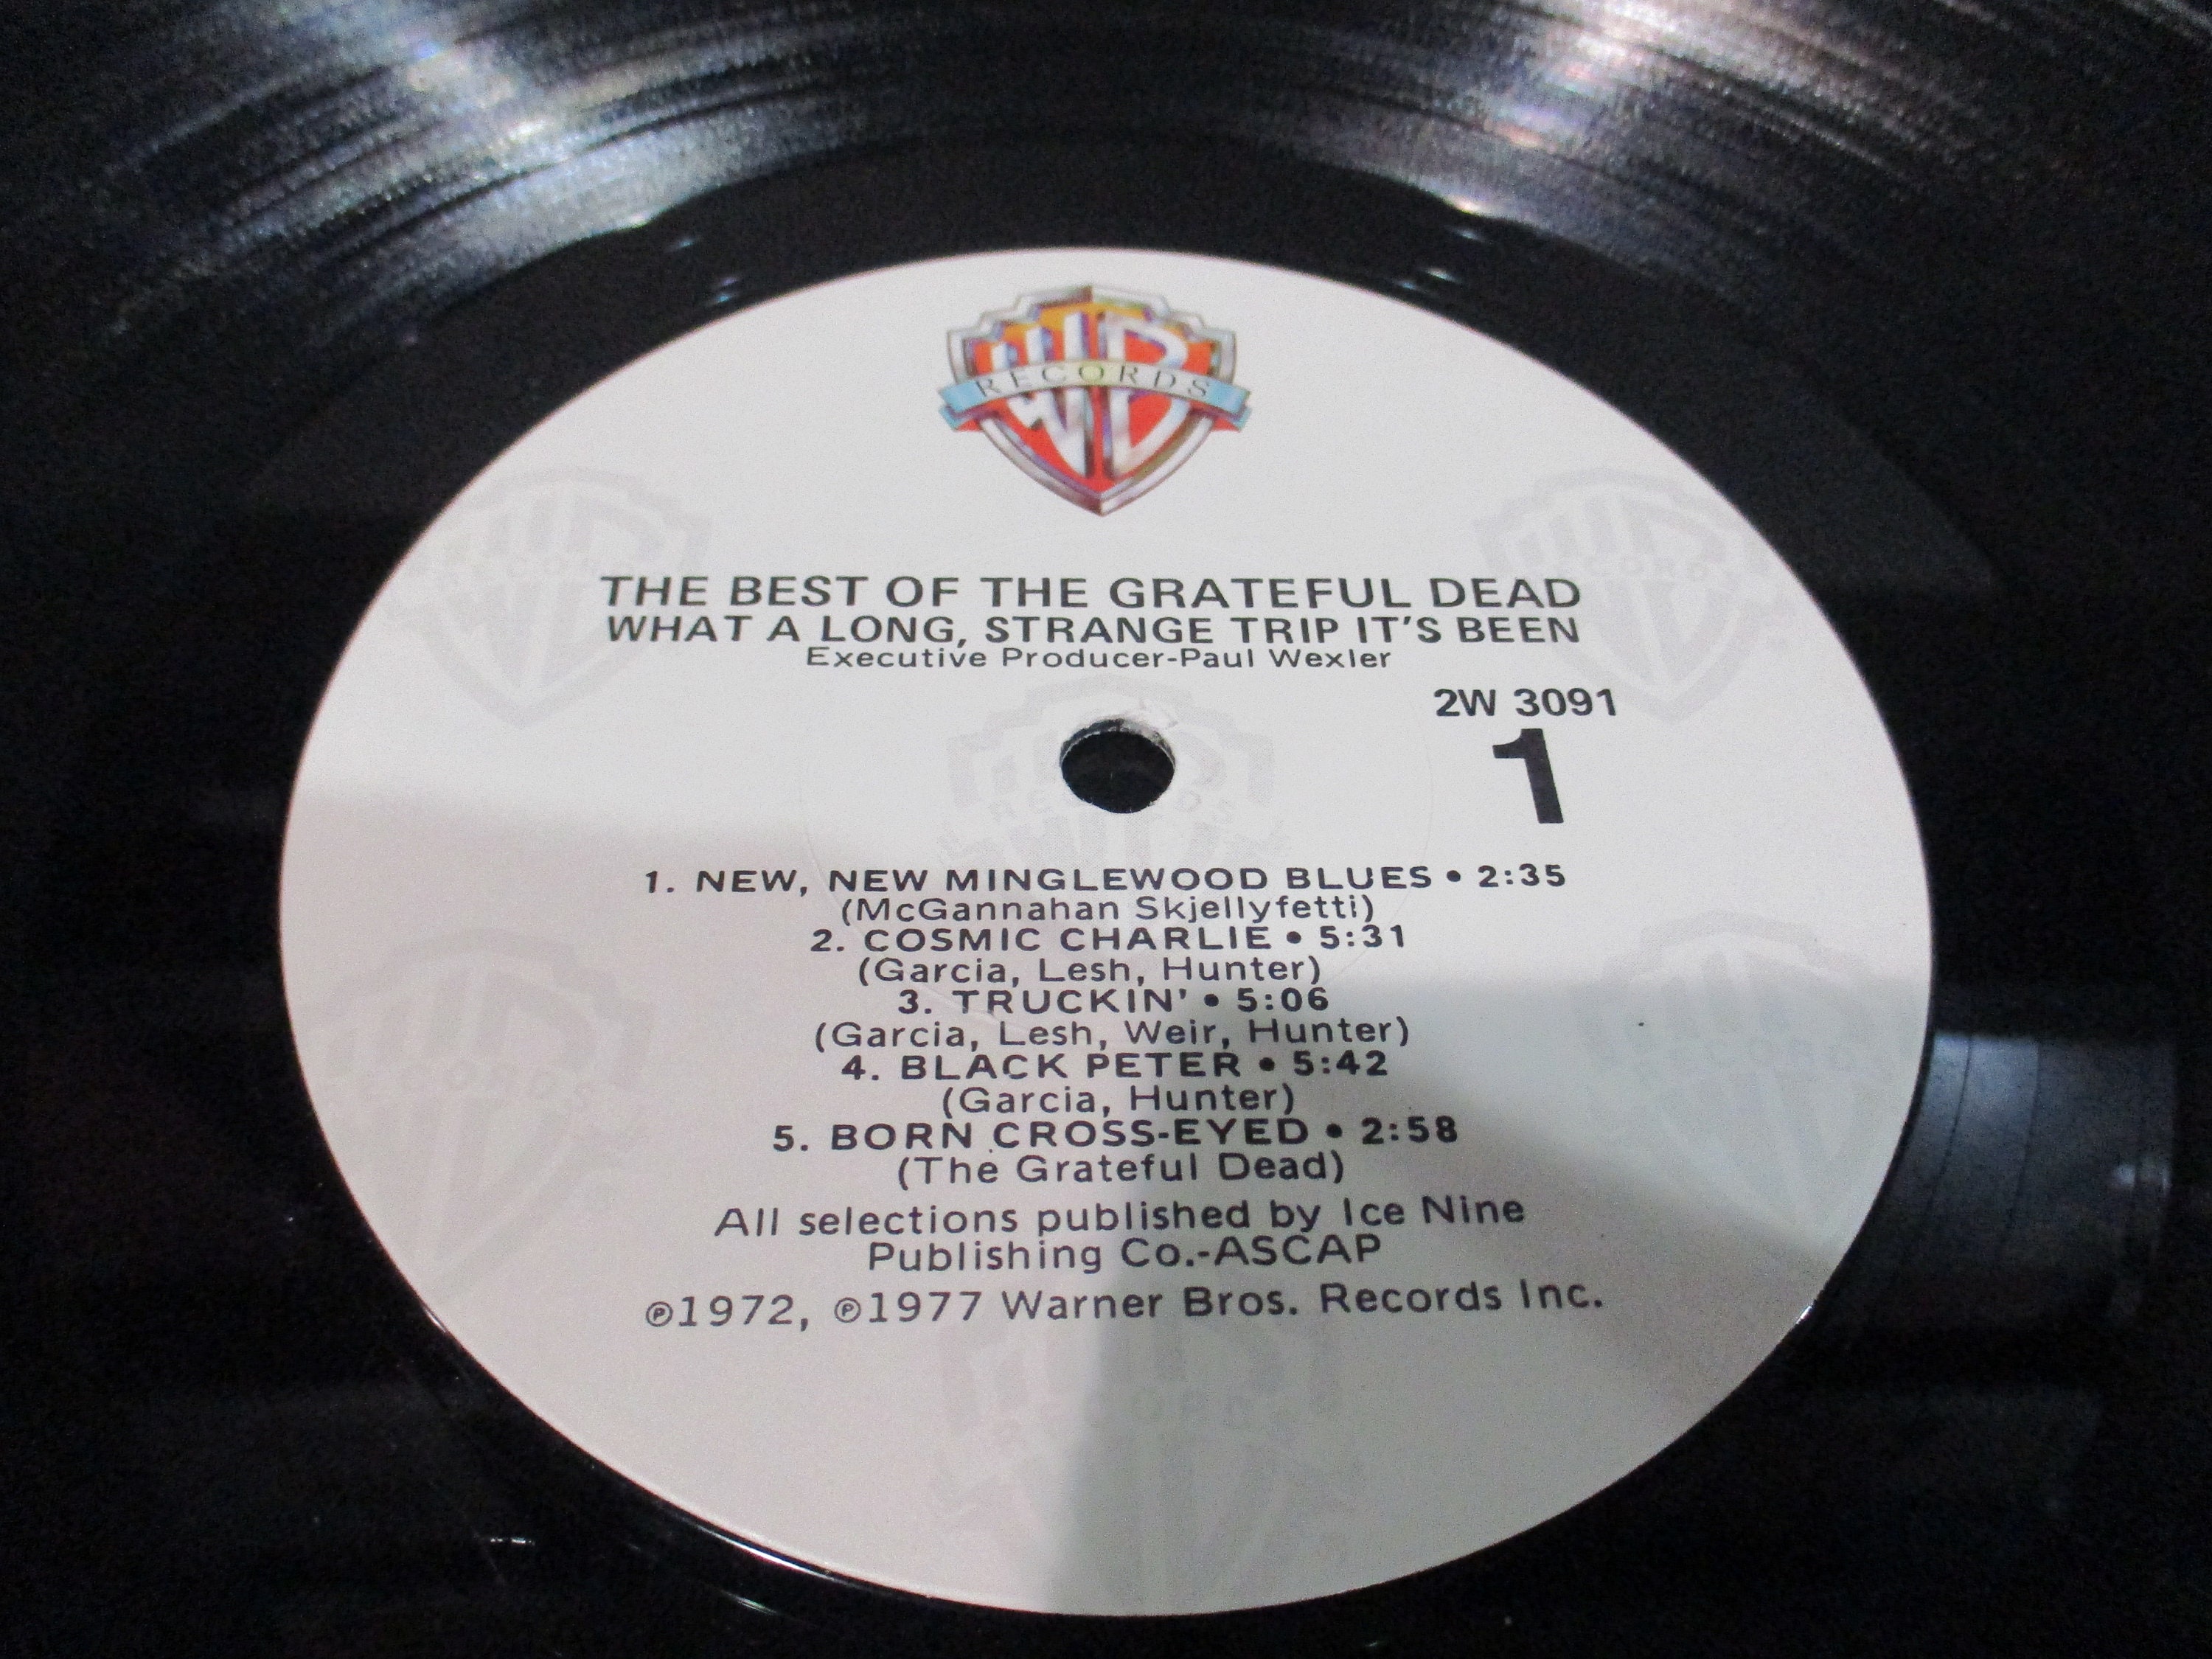 WB
RECORDS
THE BEST OF THE GRATEFUL DEAD
WHAT A LONG, STRANGE TRIP IT'S BEEN
Executive Producer-Paul Wexler
2W 3091
1
1. NEW, NEW MINGLEWOOD BLUES • 2:35
(McGannahan Skjellyfetti)
2. COSMIC CHARLIE • 5:31
(Garcia, Lesh, Hunter)
3. TRUCKIN' • 5:06
(Garcia, Lesh, Weir, Hunter)
4. BLACK PETER • 5:42
(Garcia, Hunter)
5. BORN CROSS-EYED • 2:58
(The Grateful Dead)
All selections published by Ice Nine
Publishing Co.-ASCAP
℗1972, ℗1977 Warner Bros. Records Inc.